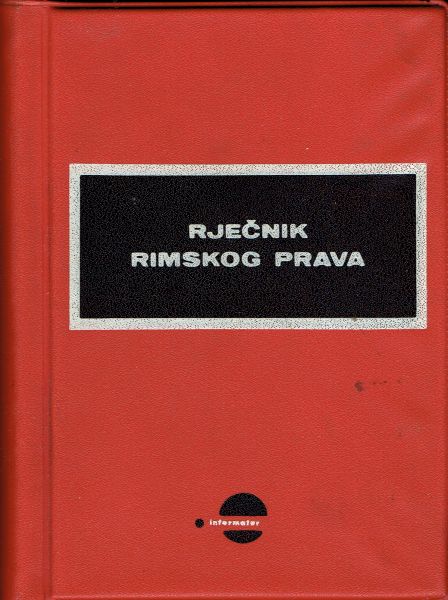 RJEČNIK
RIMSKOG PRAVA
informator